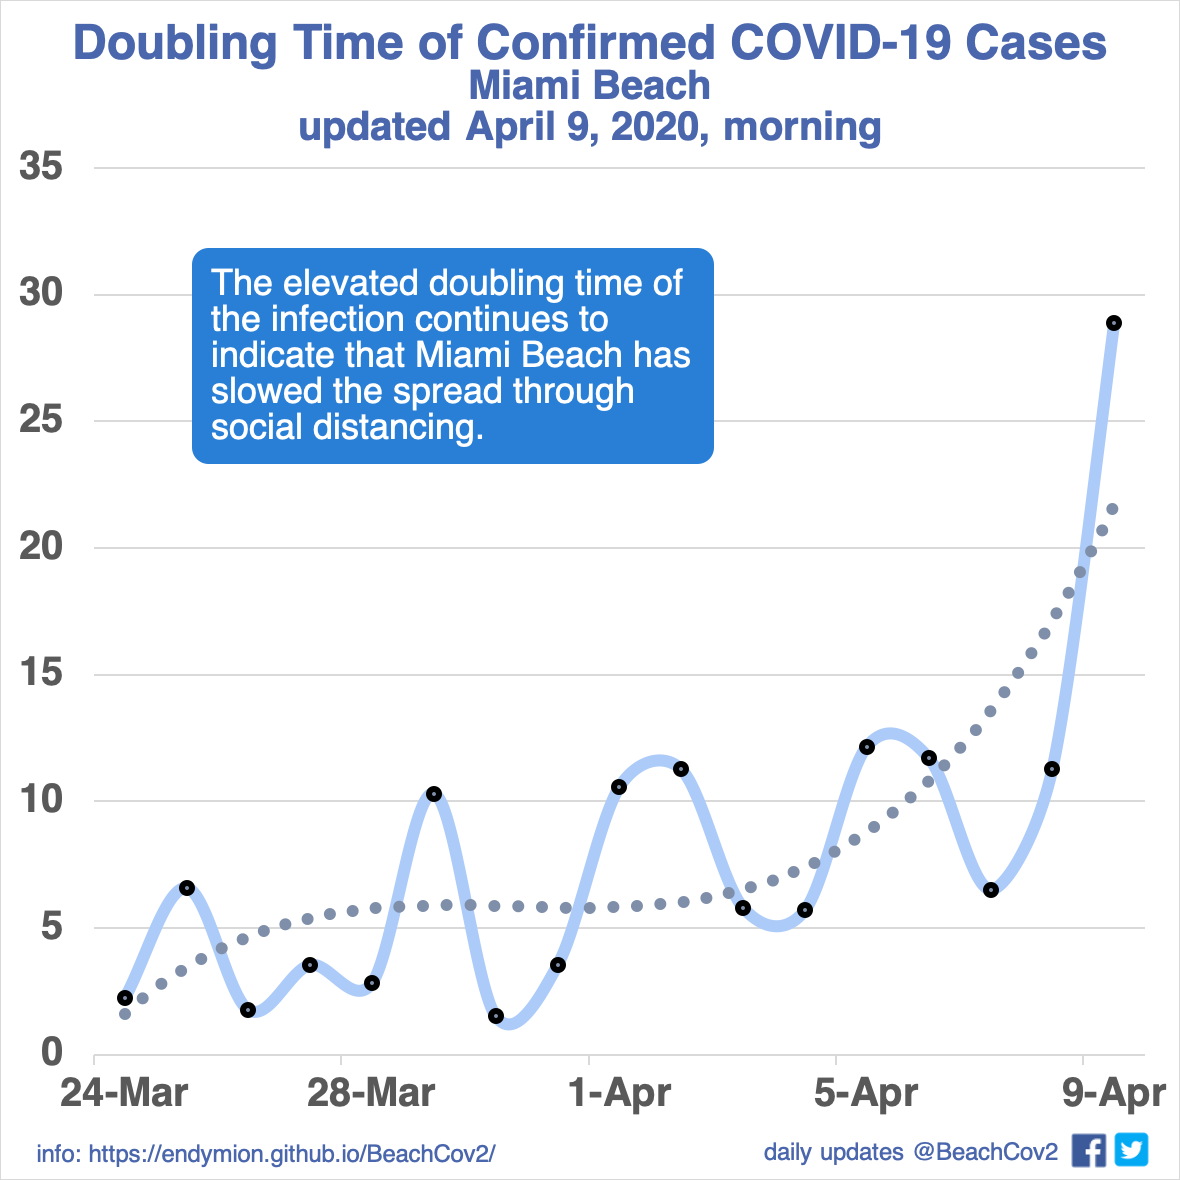 Doubling Time of Confirmed COVID-19 Cases
Miami Beach
updated April 9, 2020, morning
35
30
25
20
15
10
5
0
The elevated doubling time of
the infection continues to
indicate that Miami Beach has
slowed the spread through
social distancing.
24-Mar 28-Mar 1-Apr 5-Apr 9-Apr
info: https://endymion.github.io/BeachCov2/
daily updates @BeachCov2